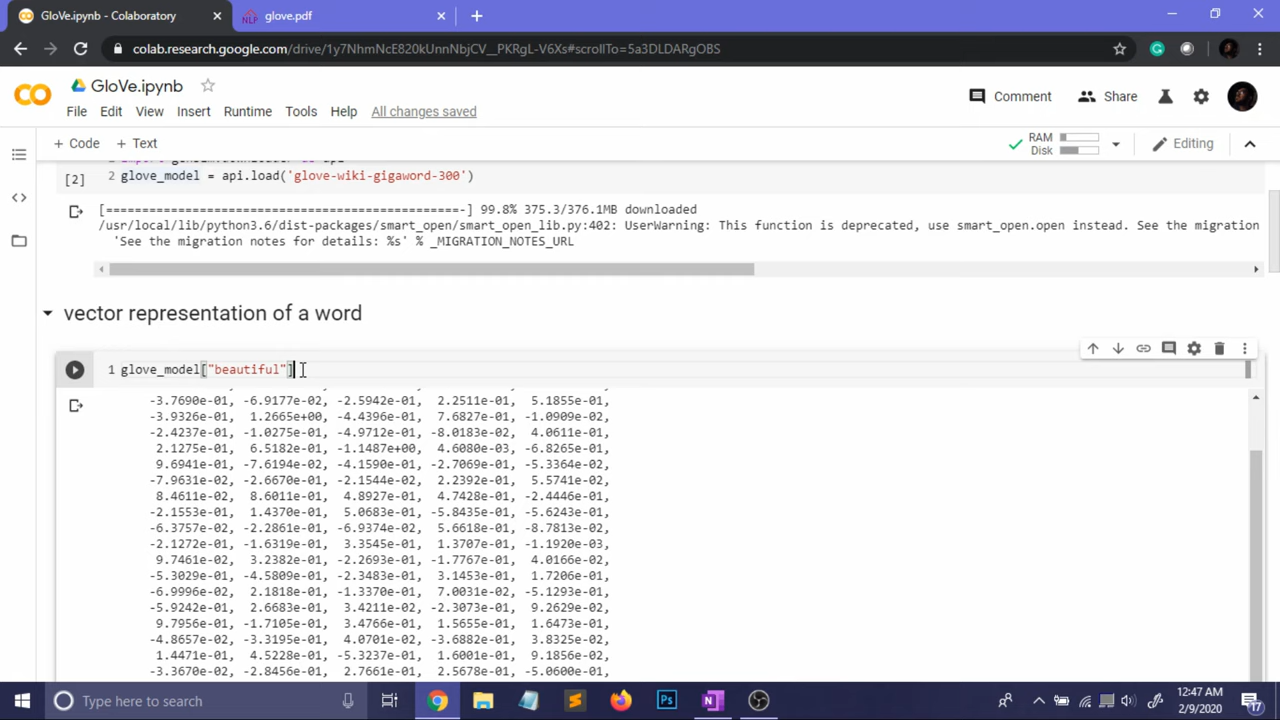 GloVe.ipynb - Colaboratory
glove.pdf
NLP
colab.research.google.com/drive/1y7NhmNcE820kUnnNbjCV__PKRgL-V6Xs#scrollTo=5a3DLDARgOBS
GloVe.ipynb
Comment
Share
File Edit View Insert Runtime Tools Help All changes saved
+ Code + Text
RAM
Disk
Editing
[2]
2 glove_model = api.load('glove-wiki-gigaword-300')
[==================================================-] 99.8% 375.3/376.1MB downloaded
/usr/local/lib/python3.6/dist-packages/smart_open/smart_open_lib.py:402: UserWarning: This function is deprecated, use smart_open.open instead. See the migration
'See the migration notes for details: %s' % _MIGRATION_NOTES_URL
vector representation of a word
1 glove_model["beautiful"]
-3.7690e-01, -6.9177e-02, -2.5942e-01, 2.2511e-01, 5.1855e-01,
-3.9326e-01, 1.2665e+00, -4.4396e-01, 7.6827e-01, -1.0909e-02,
-2.4237e-01, -1.0275e-01, -4.9712e-01, -8.0183e-02, 4.0611e-01,
2.1275e-01, 6.5182e-01, -1.1487e+00, 4.6080e-03, -6.8265e-01,
9.6941e-01, -7.6194e-02, -4.1590e-01, -2.7069e-01, -5.3364e-02,
-7.9631e-02, -2.6670e-01, -2.1544e-02, 2.2392e-01, 5.5741e-02,
8.4611e-02, 8.6011e-01, 4.8927e-01, 4.7428e-01, -2.4446e-01,
-2.1553e-01, 1.4370e-01, 5.0683e-01, -5.8435e-01, -5.6243e-01,
-6.3757e-02, -2.2861e-01, -6.9374e-02, 5.6618e-01, -8.7813e-02,
-2.1272e-01, -1.6319e-01, 3.3545e-01, 1.3707e-01, -1.1920e-03,
9.7461e-02, 3.2382e-01, -2.2693e-01, -1.7767e-01, 4.0166e-02,
-5.3029e-01, -4.5809e-01, -2.3483e-01, 3.1453e-01, 1.7206e-01,
-6.9996e-02, 2.1818e-01, -1.3370e-01, 7.0031e-02, -5.1293e-01,
-5.9242e-01, 2.6683e-01, 3.4211e-02, -2.3073e-01, 9.2629e-02,
9.7956e-02, -1.7105e-01, 3.4766e-01, 1.5655e-01, 1.6473e-01,
-4.8657e-02, -3.3195e-01, 4.0701e-02, -3.6882e-01, 3.8325e-02,
1.4471e-01, 4.5228e-01, -5.3237e-01, 1.6001e-01, 9.1856e-02,
-3.3670e-02, -2.8456e-01, 2.7661e-01, 2.5678e-01, -5.0600e-01,
Type here to search
12:47 AM
2/9/2020
17